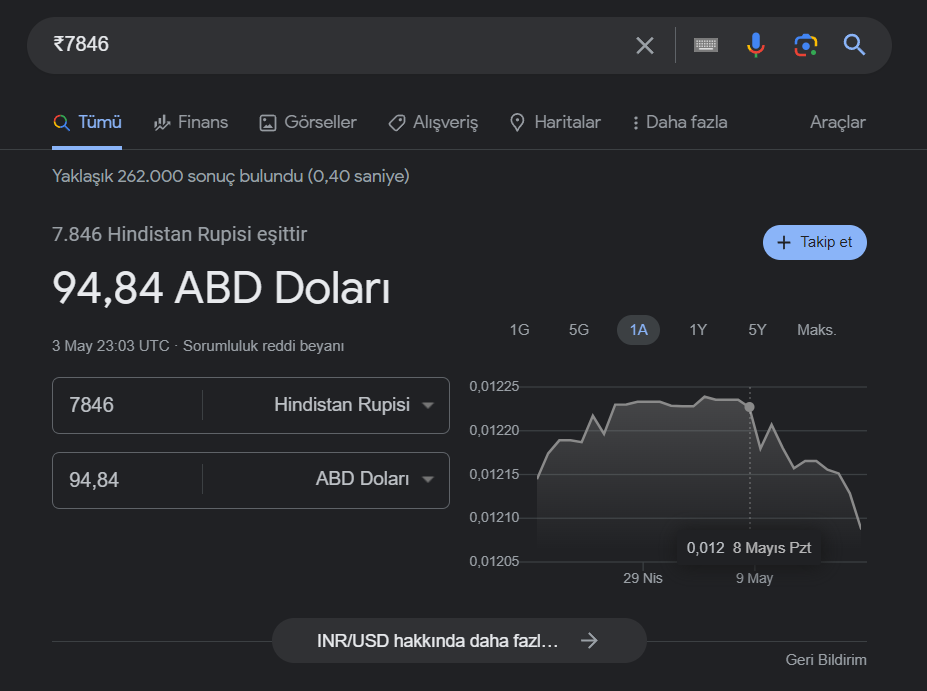 ₹7846
Tümü Finans Görseller Alışveriş Haritalar Daha fazla Araçlar
Yaklaşık 262.000 sonuç bulundu (0,40 saniye)
7.846 Hindistan Rupisi eşittir
Takip et
94,84 ABD Doları
3 May 23:03 UTC · Sorumluluk reddi beyanı
1G 5G 1A 1Y 5Y Maks.
7846 Hindistan Rupisi
94,84 ABD Doları
0,01225
0,01220
0,01215
0,01210
0,01205
0,012 8 Mayıs Pzt
29 Nis 9 May
INR/USD hakkında daha fazl...
Geri Bildirim